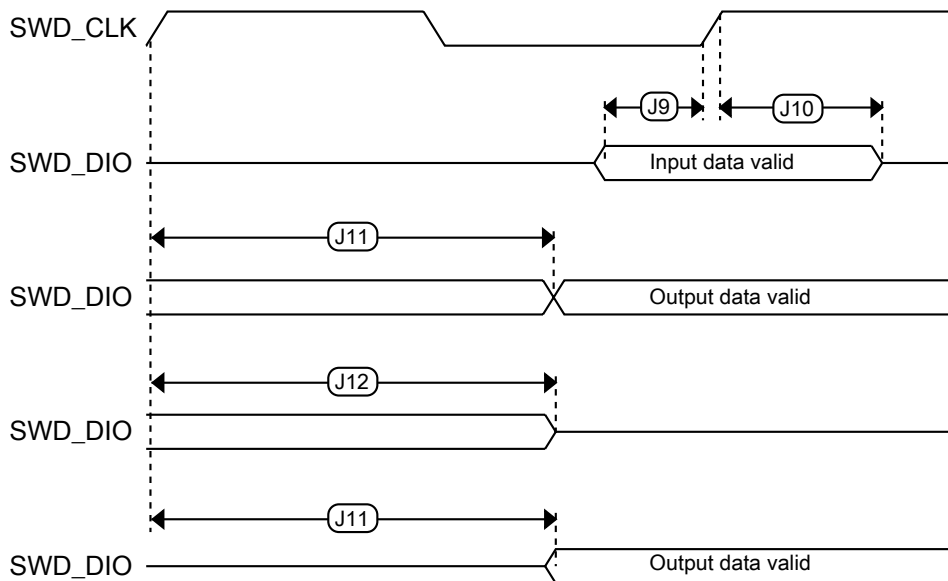 SWD_CLK
J9
J10
SWD_DIO
Input data valid
J11
SWD_DIO
Output data valid
J12
SWD_DIO
J11
SWD_DIO
Output data valid